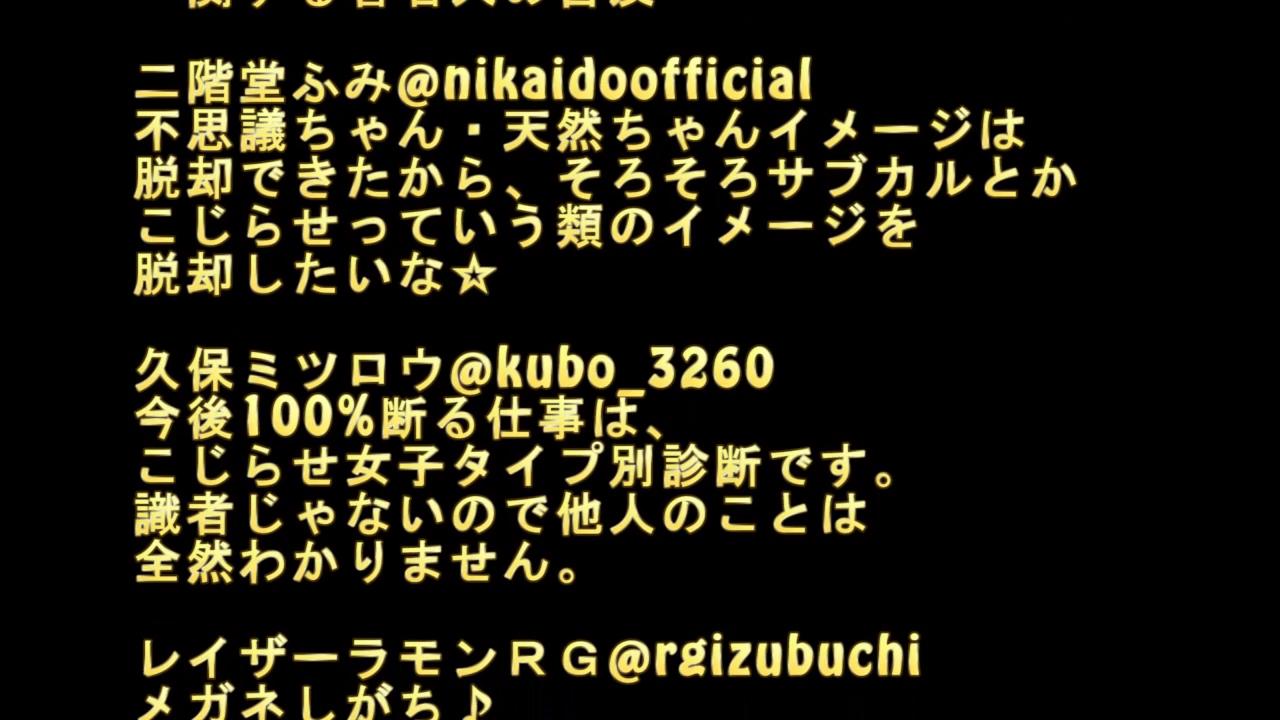 二階堂ふみ@nikaidoofficial
不思議ちゃん・天然ちゃんイメージは
脱却できたから、そろそろサブカルとか
こじらせっていう類のイメージを
脱却したいな☆
久保ミツロウ@kubo_3260
今後100%断る仕事は、
こじらせ女子タイプ別診断です。
識者じゃないので他人のことは
全然わかりません。
レイザーラモンＲＧ@rgizubuchi
メガネしがち♪